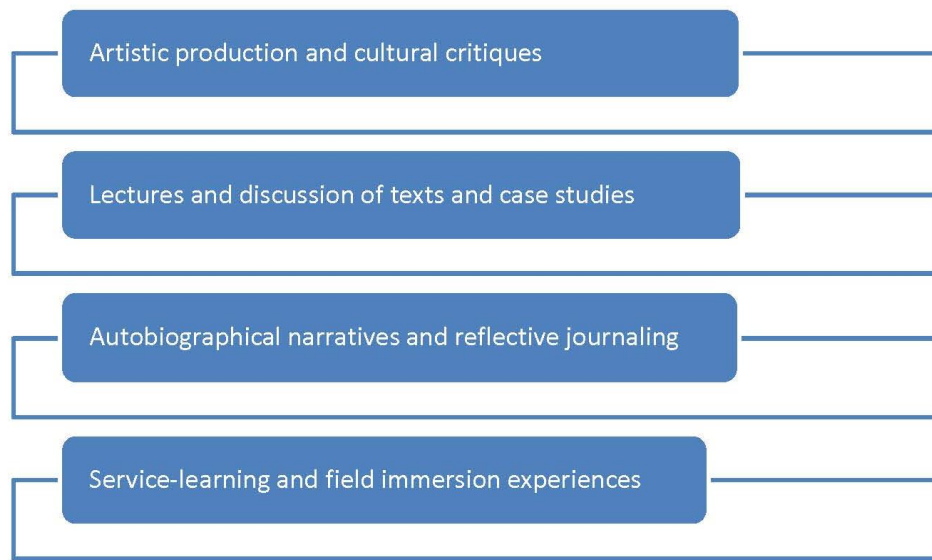 Artistic production and cultural critiques
Lectures and discussion of texts and case studies
Autobiographical narratives and reflective journaling
Service-learning and field immersion experiences